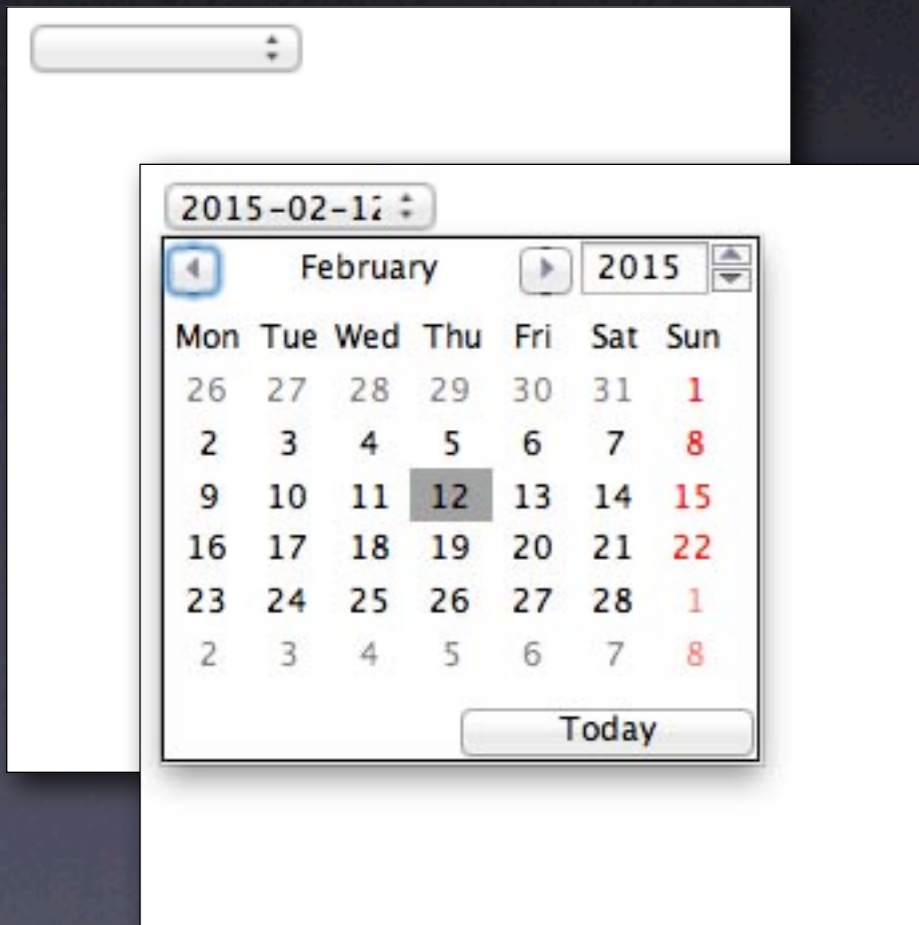 2015-02-12
February 2015
Mon Tue Wed Thu Fri Sat Sun
26 27 28 29 30 31 1
2 3 4 5 6 7 8
9 10 11 12 13 14 15
16 17 18 19 20 21 22
23 24 25 26 27 28 1
2 3 4 5 6 7 8
Today